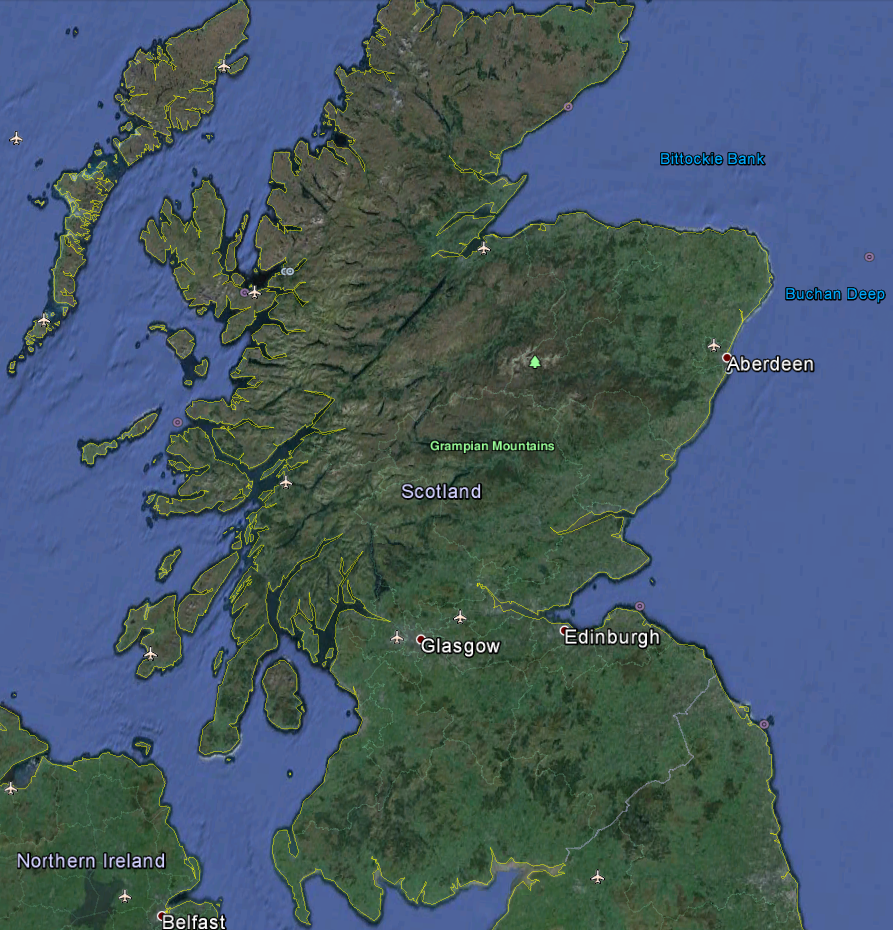 Bittockie Bank
Buchan Deep
Aberdeen
Grampian Mountains
Scotland
Edinburgh
Glasgow
Northern Ireland
Belfast